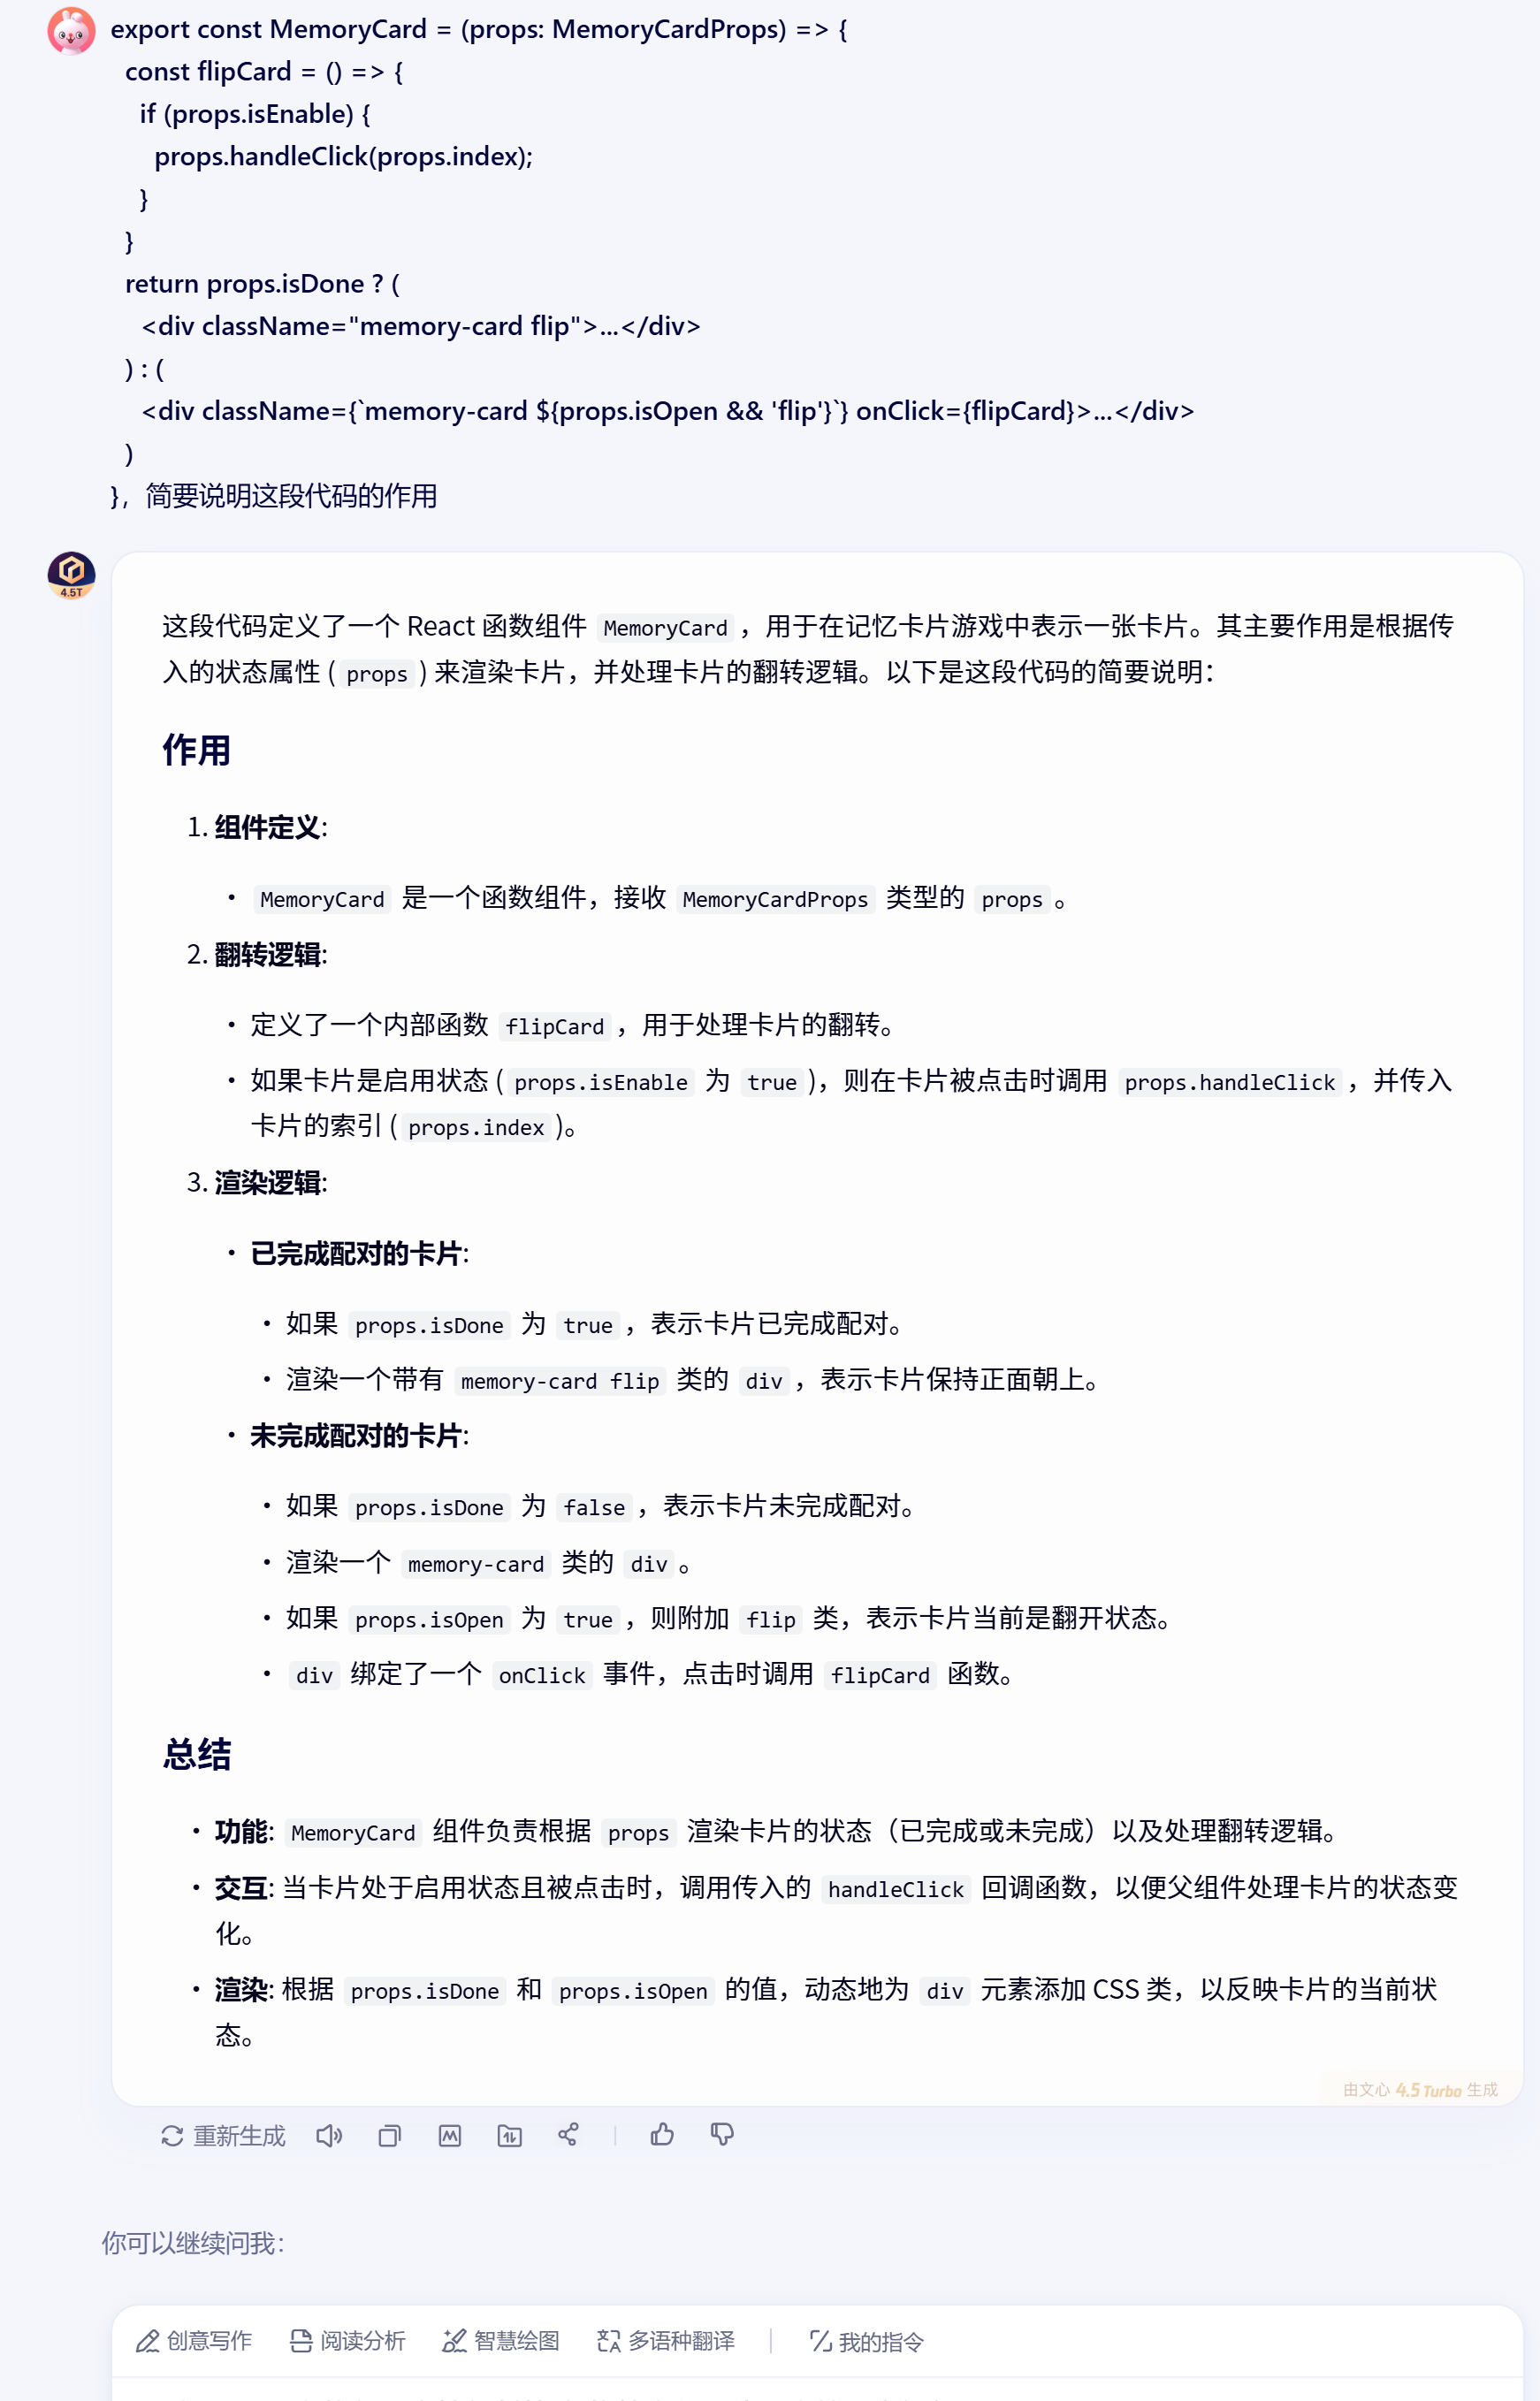 export const MemoryCard = (props: MemoryCardProps) => {
const flipCard = () => {
if (props.isEnable) {
props.handleClick(props.index);
}
}
return props.isDone ? (
<div className="memory-card flip">...</div>
) : (
<div className={`memory-card ${props.isOpen && 'flip'}`} onClick={flipCard}>...</div>
)
}，简要说明这段代码的作用
4.5T
这段代码定义了一个 React 函数组件 MemoryCard，用于在记忆卡片游戏中表示一张卡片。其主要作用是根据传
入的状态属性 (props) 来渲染卡片，并处理卡片的翻转逻辑。以下是这段代码的简要说明：
作用
1. 组件定义:
• MemoryCard 是一个函数组件，接收 MemoryCardProps 类型的 props。
2. 翻转逻辑:
• 定义了一个内部函数 flipCard，用于处理卡片的翻转。
• 如果卡片是启用状态 (props.isEnable 为 true)，则在卡片被点击时调用 props.handleClick，并传入
卡片的索引 (props.index)。
3. 渲染逻辑:
• 已完成配对的卡片:
• 如果 props.isDone 为 true，表示卡片已完成配对。
• 渲染一个带有 memory-card flip 类的 div，表示卡片保持正面朝上。
• 未完成配对的卡片:
• 如果 props.isDone 为 false，表示卡片未完成配对。
• 渲染一个 memory-card 类的 div。
• 如果 props.isOpen 为 true，则附加 flip 类，表示卡片当前是翻开状态。
• div 绑定了一个 onClick 事件，点击时调用 flipCard 函数。
总结
• 功能: MemoryCard 组件负责根据 props 渲染卡片的状态（已完成或未完成）以及处理翻转逻辑。
• 交互: 当卡片处于启用状态且被点击时，调用传入的 handleClick 回调函数，以便父组件处理卡片的状态变
化。
• 渲染: 根据 props.isDone 和 props.isOpen 的值，动态地为 div 元素添加 CSS 类，以反映卡片的当前状
态。
由文心 4.5 Turbo 生成
重新生成
你可以继续问我：
创意写作 阅读分析 智慧绘图 多语种翻译 我的指令